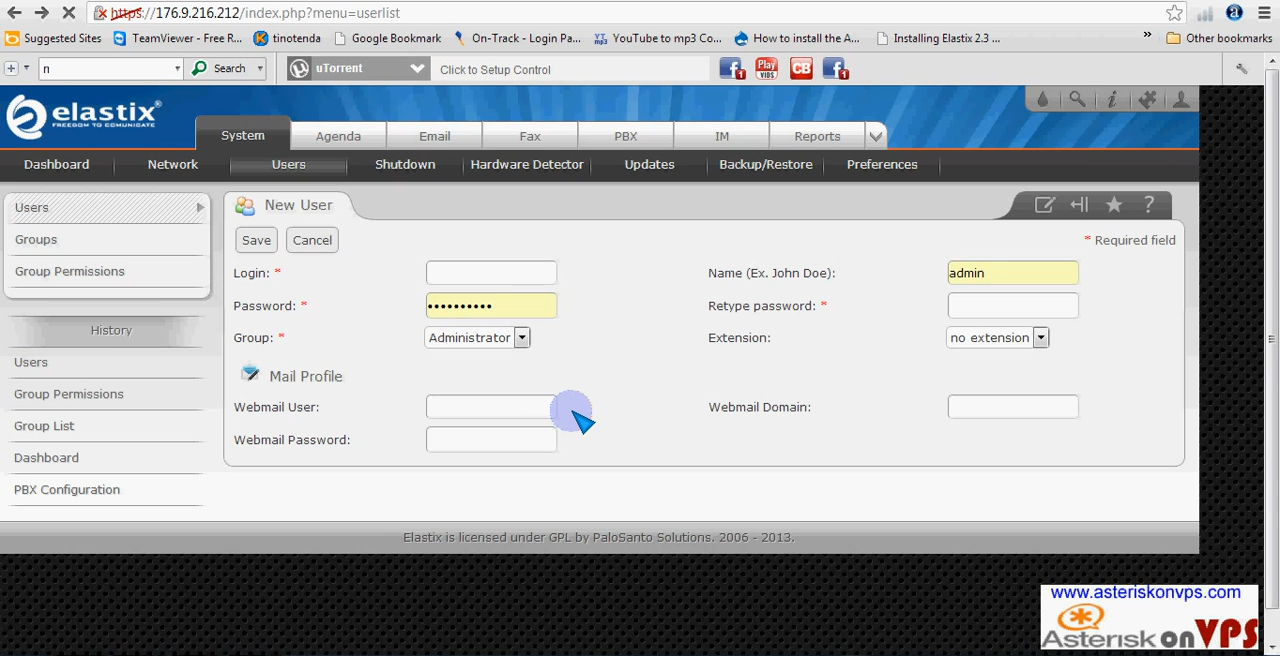 https://176.9.216.212/index.php?menu=userlist
Suggested Sites TeamViewer - Free R... tinotenda Google Bookmark On-Track - Login Pa... YouTube to mp3 Co... How to install the A... Installing Elastix 2.3 ... » Other bookmarks
n Search uTorrent Click to Setup Control 1 Play VIDS CB 1
elastix®
FREEDOM TO COMMUNICATE
System Agenda Email Fax PBX IM Reports
Dashboard Network Users Shutdown Hardware Detector Updates Backup/Restore Preferences
Users
Groups
Group Permissions
History
Users
Group Permissions
Group List
Dashboard
PBX Configuration
New User
Save Cancel * Required field
Login: * Name (Ex. John Doe): admin
Password: * •••••••••• Retype password: *
Group: * Administrator Extension: no extension
Mail Profile
Webmail User: Webmail Domain:
Webmail Password:
Elastix is licensed under GPL by PaloSanto Solutions. 2006 - 2013.
www.asteriskonvps.com
Asterisk on VPS